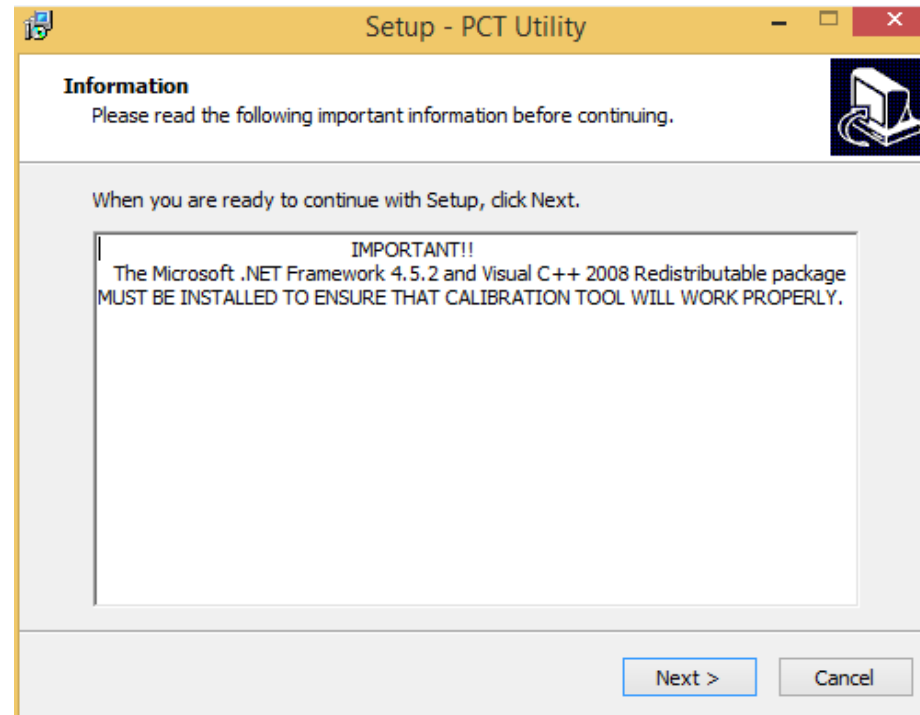 Setup - PCT Utility
Information
Please read the following important information before continuing.
When you are ready to continue with Setup, click Next.
IMPORTANT!!
The Microsoft .NET Framework 4.5.2 and Visual C++ 2008 Redistributable package
MUST BE INSTALLED TO ENSURE THAT CALIBRATION TOOL WILL WORK PROPERLY.
Next >
Cancel